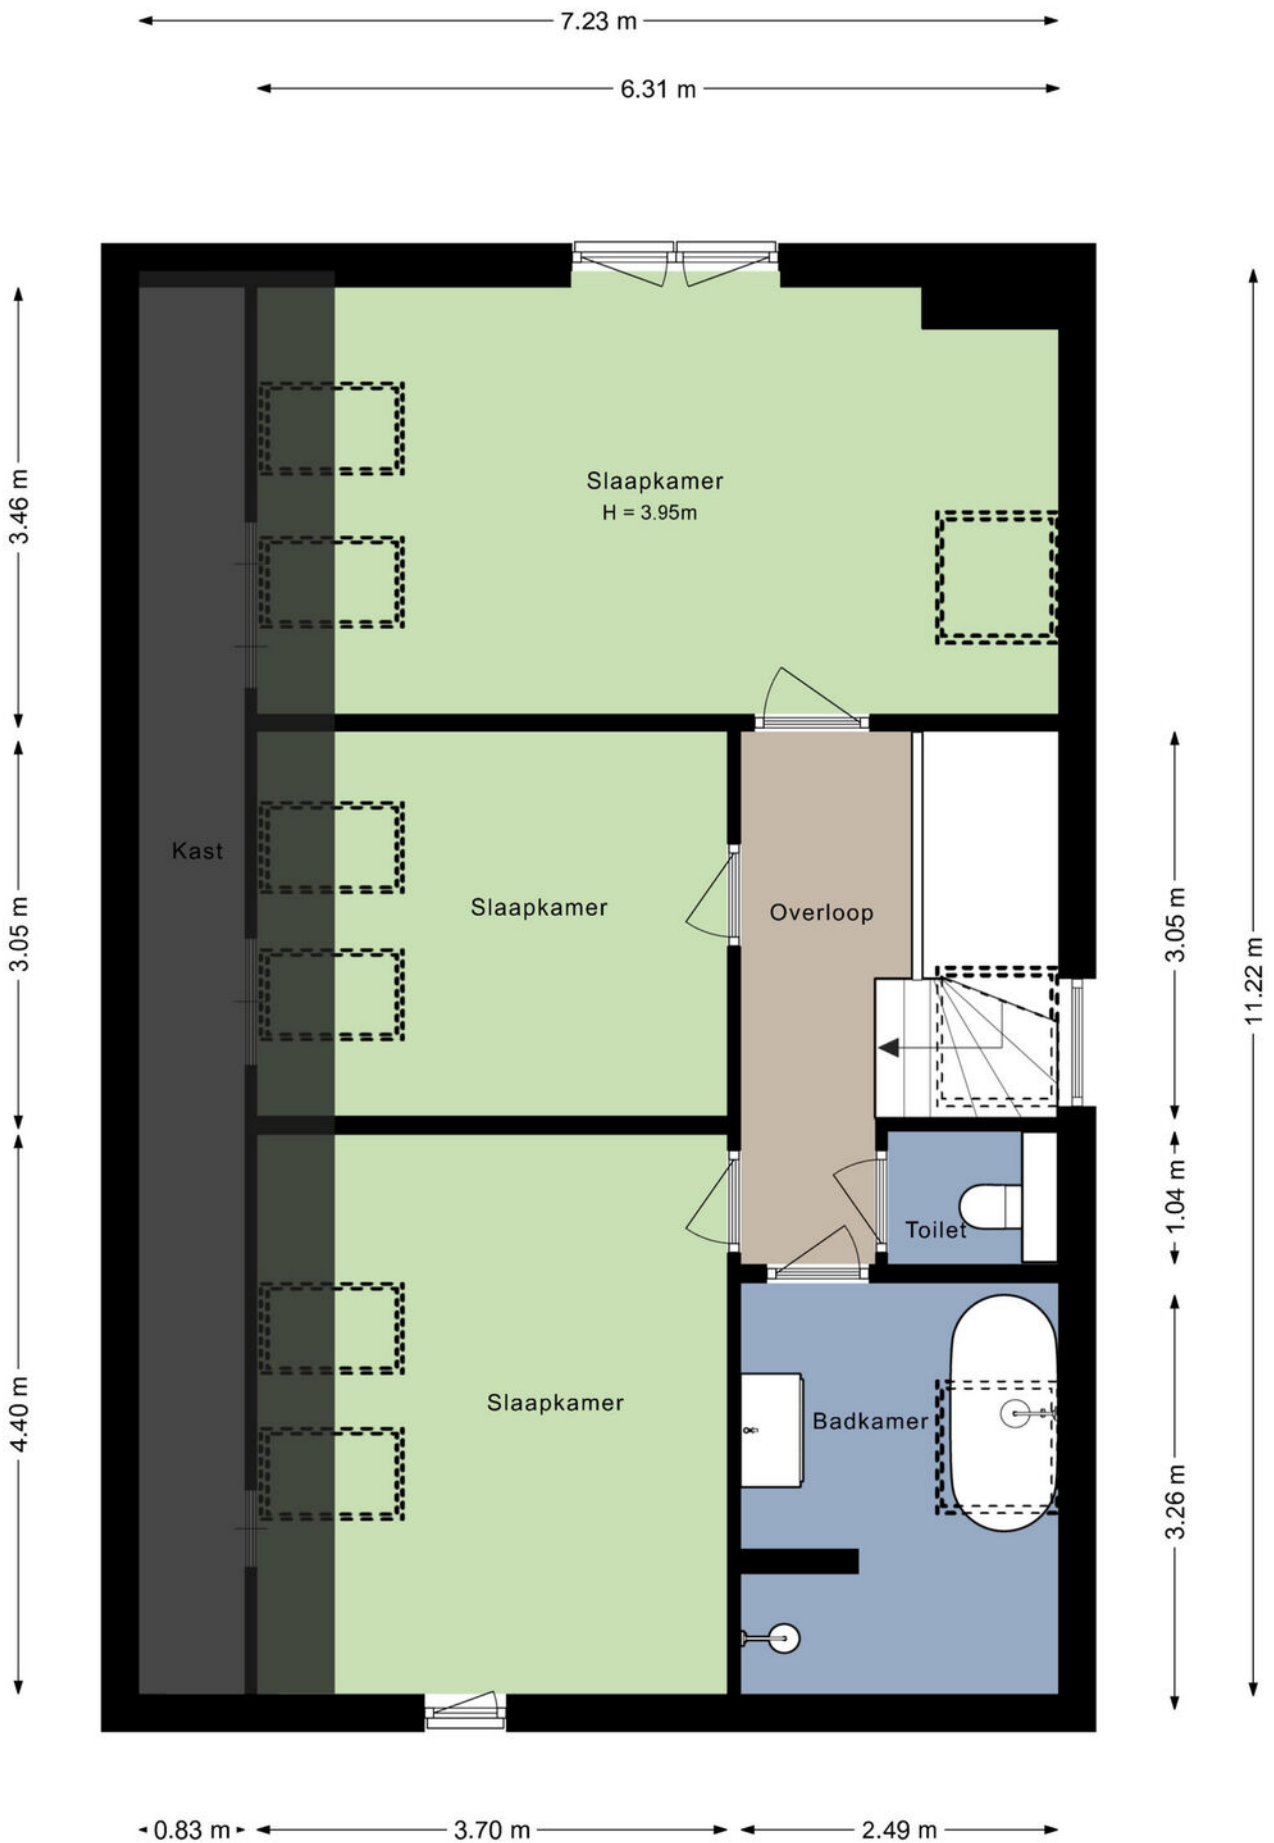 7.23 m
6.31 m
3.46 m
Slaapkamer
H = 3.95m
3.05 m
Kast
Slaapkamer
Overloop
3.05 m
11.22 m
1.04 m
Toilet
4.40 m
Slaapkamer
Badkamer
3.26 m
0.83 m
3.70 m
2.49 m